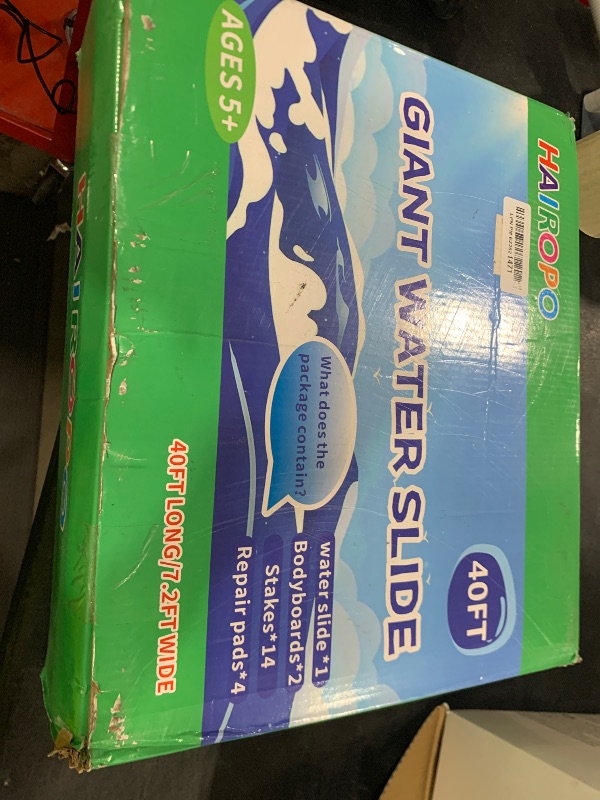 HAIROPO
GIANT WATER SLIDE
40FT
AGES 5+
What does the
package contain?
water slide *1
Bodyboards*2
Stakes*14
Repair pads*4
40FT LONG/7.2FT WIDE
HAIROPO